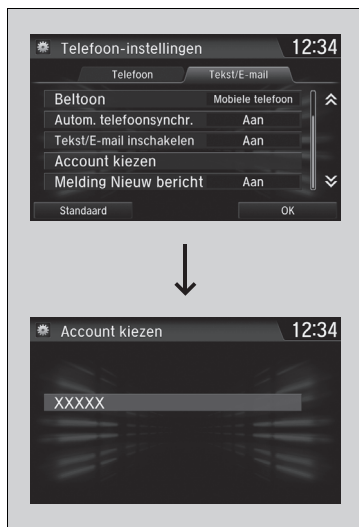 Telefoon-instellingen 12:34
Telefoon Tekst/E-mail
Beltoon Mobiele telefoon
Autom. telefoonsynchr. Aan
Tekst/E-mail inschakelen Aan
Account kiezen
Melding Nieuw bericht Aan
Standaard OK
Account kiezen 12:34
XXXXX